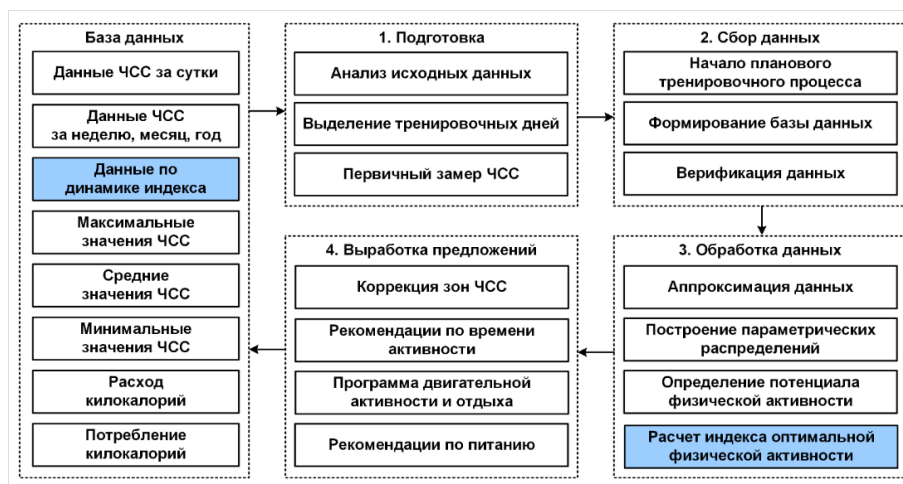 База данных
Данные ЧСС за сутки
Данные ЧСС
за неделю, месяц, год
Данные по
динамике индекса
Максимальные
значения ЧСС
Средние
значения ЧСС
Минимальные
значения ЧСС
Расход
килокалорий
Потребление
килокалорий
1. Подготовка
Анализ исходных данных
Выделение тренировочных дней
Первичный замер ЧСС
2. Сбор данных
Начало планового
тренировочного процесса
Формирование базы данных
Верификация данных
3. Обработка данных
Аппроксимация данных
Построение параметрических
распределений
Определение потенциала
физической активности
Расчет индекса оптимальной
физической активности
4. Выработка предложений
Коррекция зон ЧСС
Рекомендации по времени
активности
Программа двигательной
активности и отдыха
Рекомендации по питанию